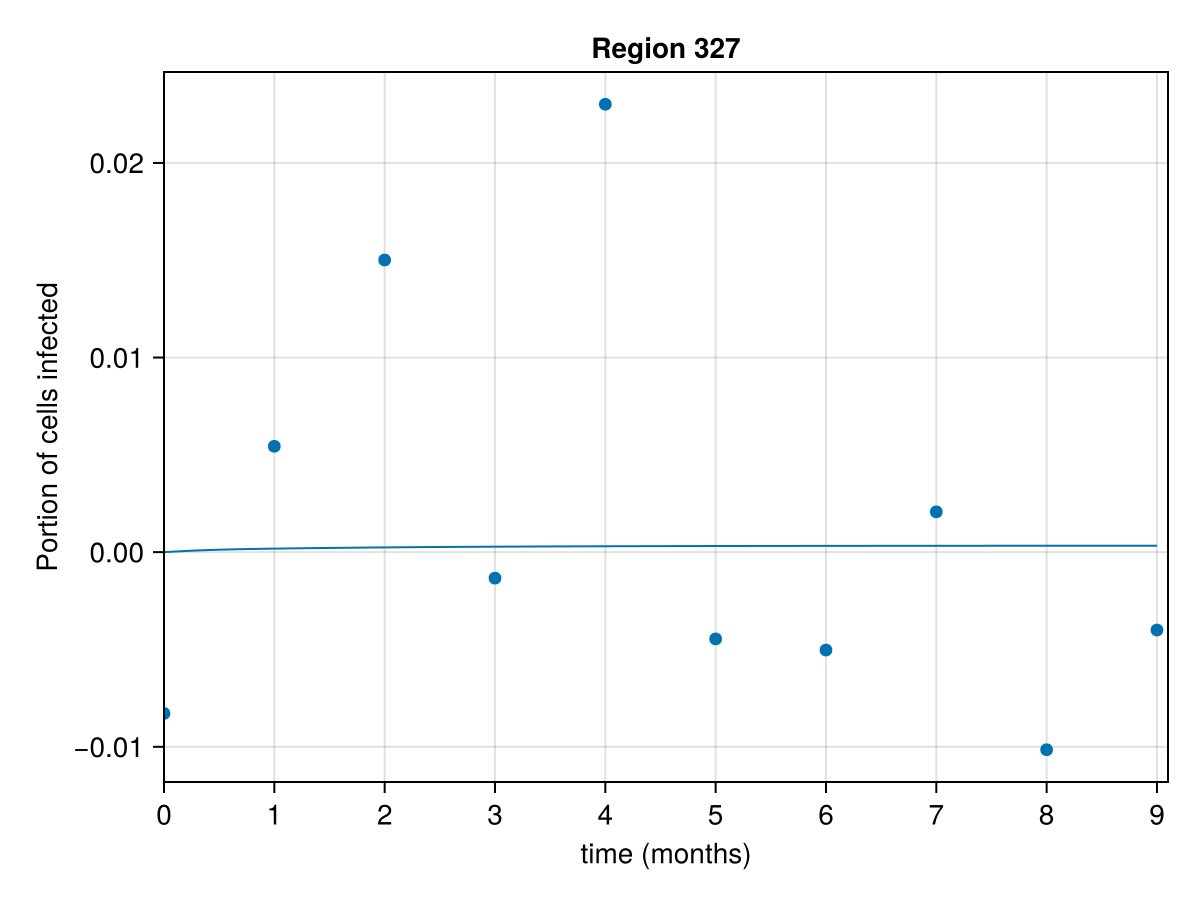 Region 327
Portion of cells infected
0.02
0.01
0.00
−0.01
0 1 2 3 4 5 6 7 8 9
time (months)